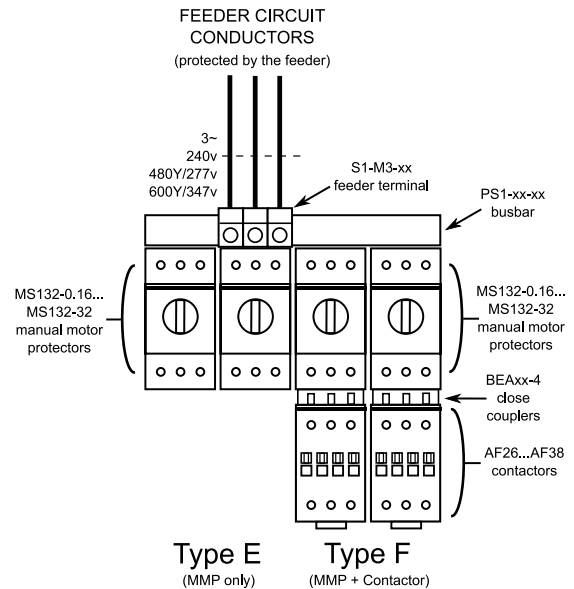 FEEDER CIRCUIT
CONDUCTORS
(protected by the feeder)
3~
240v
480Y/277v
600Y/347v
S1-M3-xx
feeder terminal
PS1-xx-xx
busbar
MS132-0.16...
MS132-32
manual motor
protectors
MS132-0.16...
MS132-32
manual motor
protectors
BEAxx-4
close
couplers
AF26...AF38
contactors
Type E
(MMP only)
Type F
(MMP + Contactor)